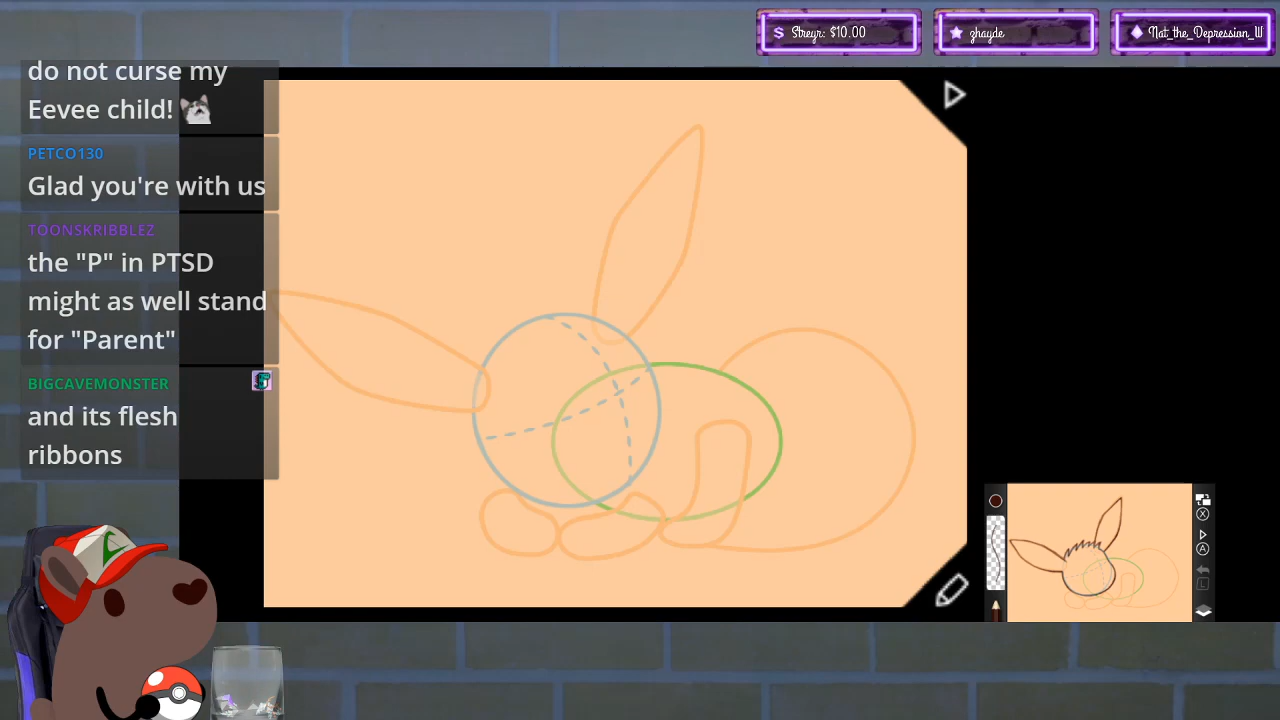 Streyr: $10.00
zhayde
Nat_the_Depression_W
do not curse my
Eevee child!
PETCO130
Glad you're with us
TOONSKRIBBLEZ
the "P" in PTSD
might as well stand
for "Parent"
BIGCAVEMONSTER
and its flesh
ribbons
X
A
L